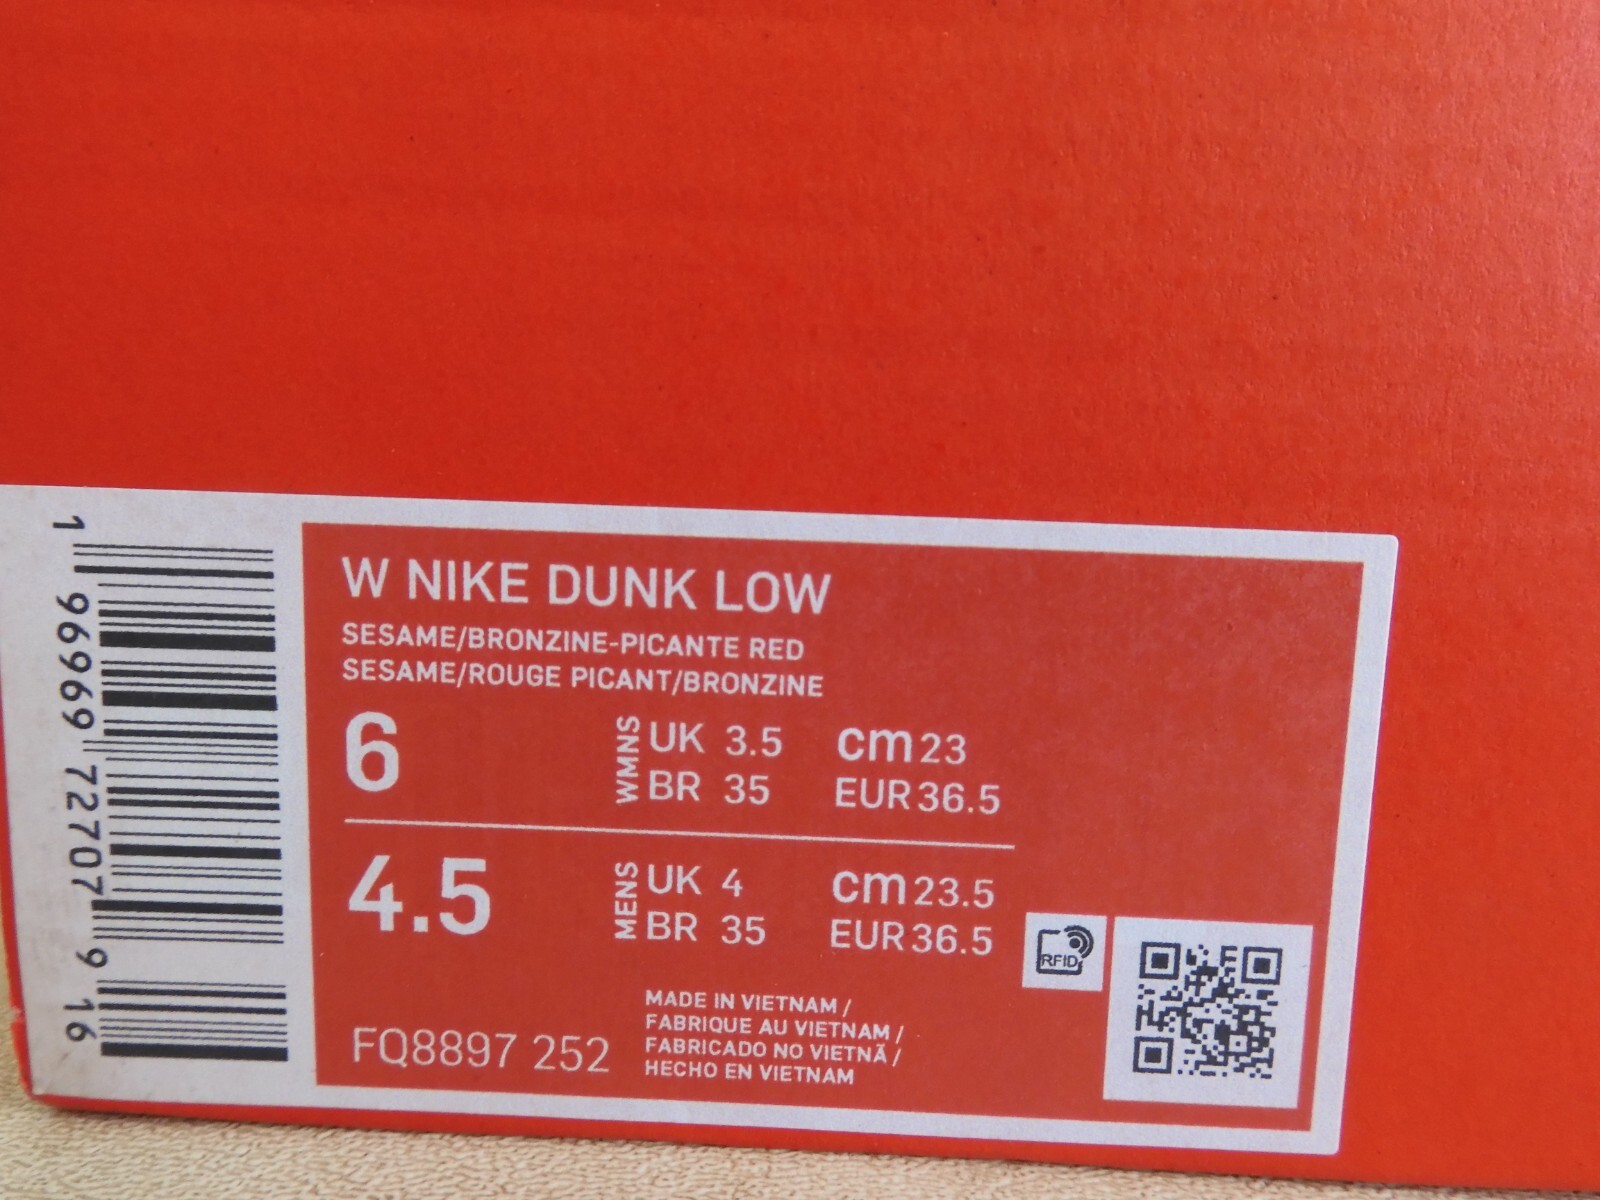 1 96969 72707 9 16
W NIKE DUNK LOW
SESAME/BRONZINE-PICANTE RED
SESAME/ROUGE PICANT/BRONZINE
6 WMNS UK 3.5 cm 23
BR 35 EUR 36.5
4.5 MENS UK 4 cm 23.5
BR 35 EUR 36.5
RFID
FQ8897 252
MADE IN VIETNAM /
FABRIQUE AU VIETNAM /
FABRICADO NO VIETNÃ /
HECHO EN VIETNAM